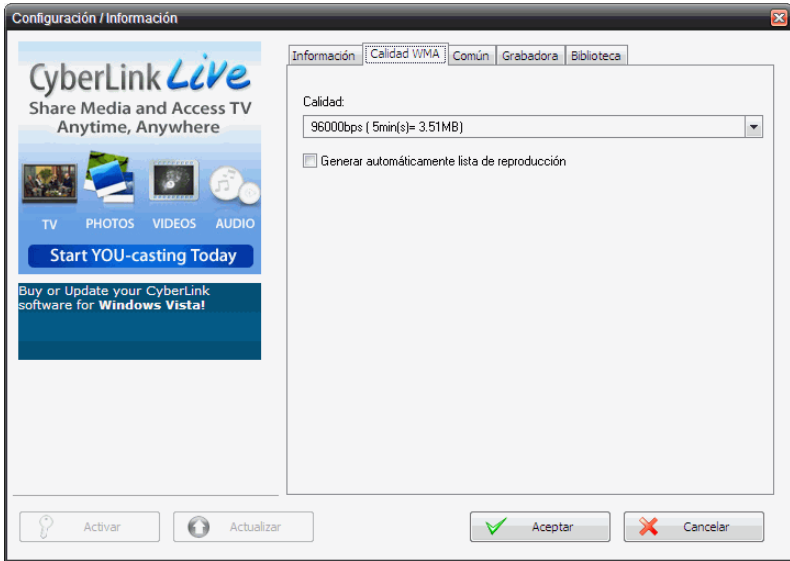 Configuración / Información
CyberLink Live
Share Media and Access TV
Anytime, Anywhere
TV PHOTOS VIDEOS AUDIO
Start YOU-casting Today
Buy or Update your CyberLink
software for Windows Vista!
Información Calidad WMA Común Grabadora Biblioteca
Calidad:
96000bps ( 5min(s)= 3.51MB)
Generar automáticamente lista de reproducción
Activar Actualizar Aceptar Cancelar